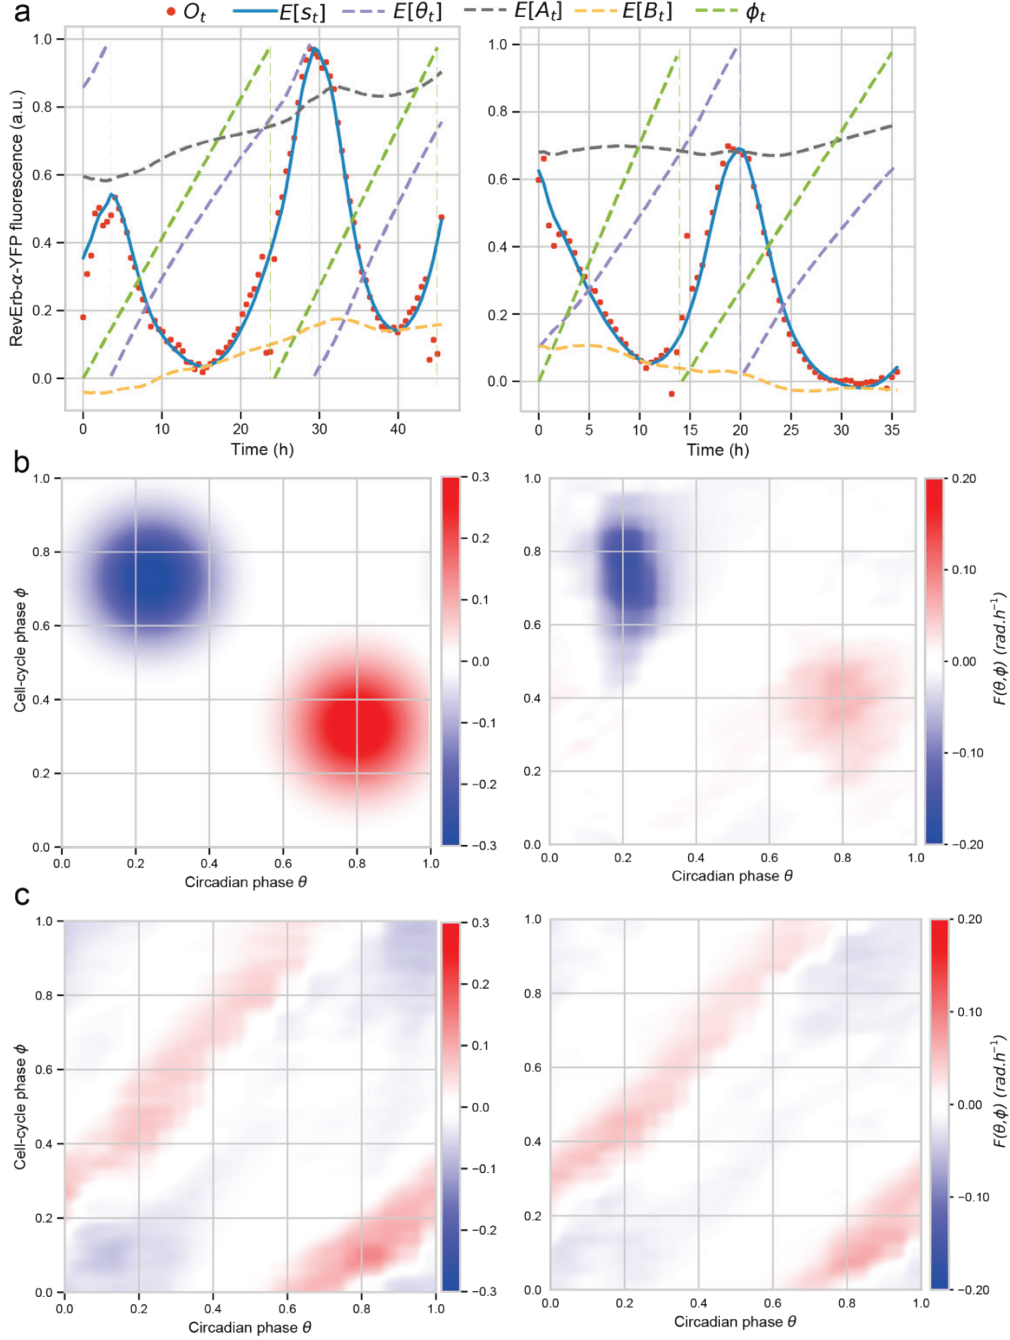 a
O_t E[s_t] E[θ_t] E[A_t] E[B_t] ϕ_t
RevErb-α-YFP fluorescence (a.u.)
1.0
0.8
0.6
0.4
0.2
0.0
0 10 20 30 40
Time (h)
1.0
0.8
0.6
0.4
0.2
0.0
0 5 10 15 20 25 30 35
Time (h)
b
Cell-cycle phase ϕ
1.0
0.8
0.6
0.4
0.2
0.0
0.0 0.2 0.4 0.6 0.8 1.0
Circadian phase θ
0.3
0.2
0.1
0.0
−0.1
−0.2
−0.3
1.0
0.8
0.6
0.4
0.2
0.0
0.0 0.2 0.4 0.6 0.8 1.0
Circadian phase θ
0.20
0.10
0.00
−0.10
−0.20
F(θ,ϕ) (rad.h⁻¹)
c
Cell-cycle phase ϕ
1.0
0.8
0.6
0.4
0.2
0.0
0.0 0.2 0.4 0.6 0.8 1.0
Circadian phase θ
0.3
0.2
0.1
0.0
−0.1
−0.2
−0.3
1.0
0.8
0.6
0.4
0.2
0.0
0.0 0.2 0.4 0.6 0.8 1.0
Circadian phase θ
0.20
0.10
0.00
−0.10
−0.20
F(θ,ϕ) (rad.h⁻¹)